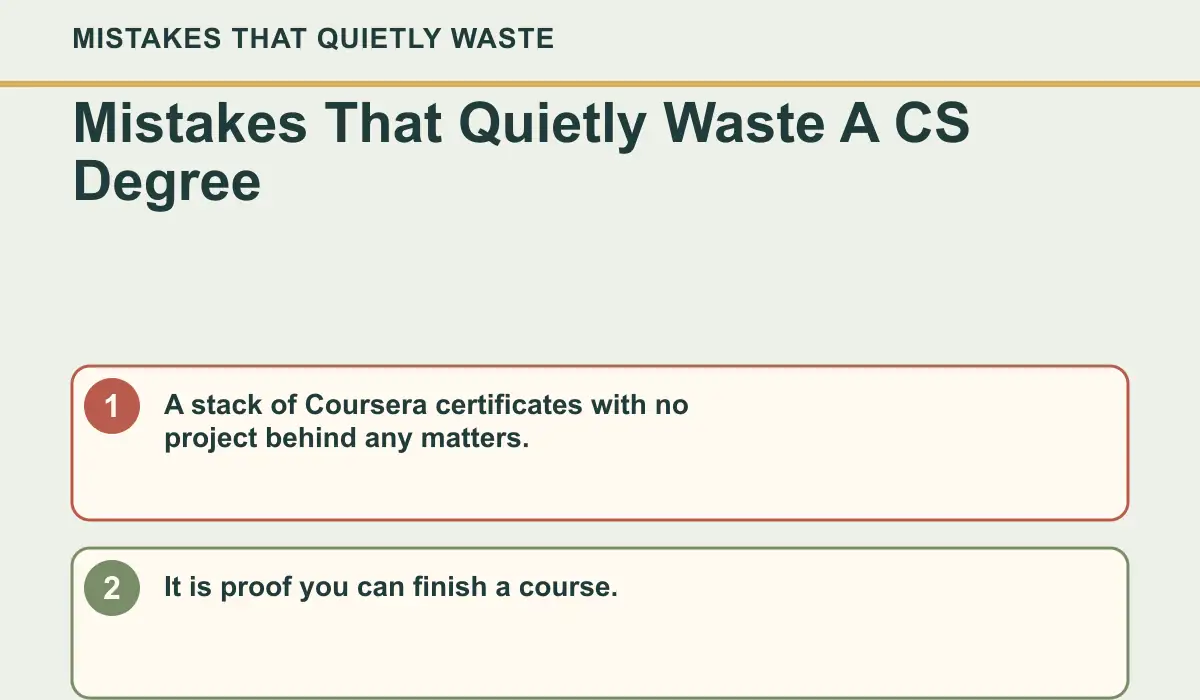 MISTAKES THAT QUIETLY WASTE
Mistakes That Quietly Waste A CS
Degree
1
A stack of Coursera certificates with no
project behind any matters.
2
It is proof you can finish a course.